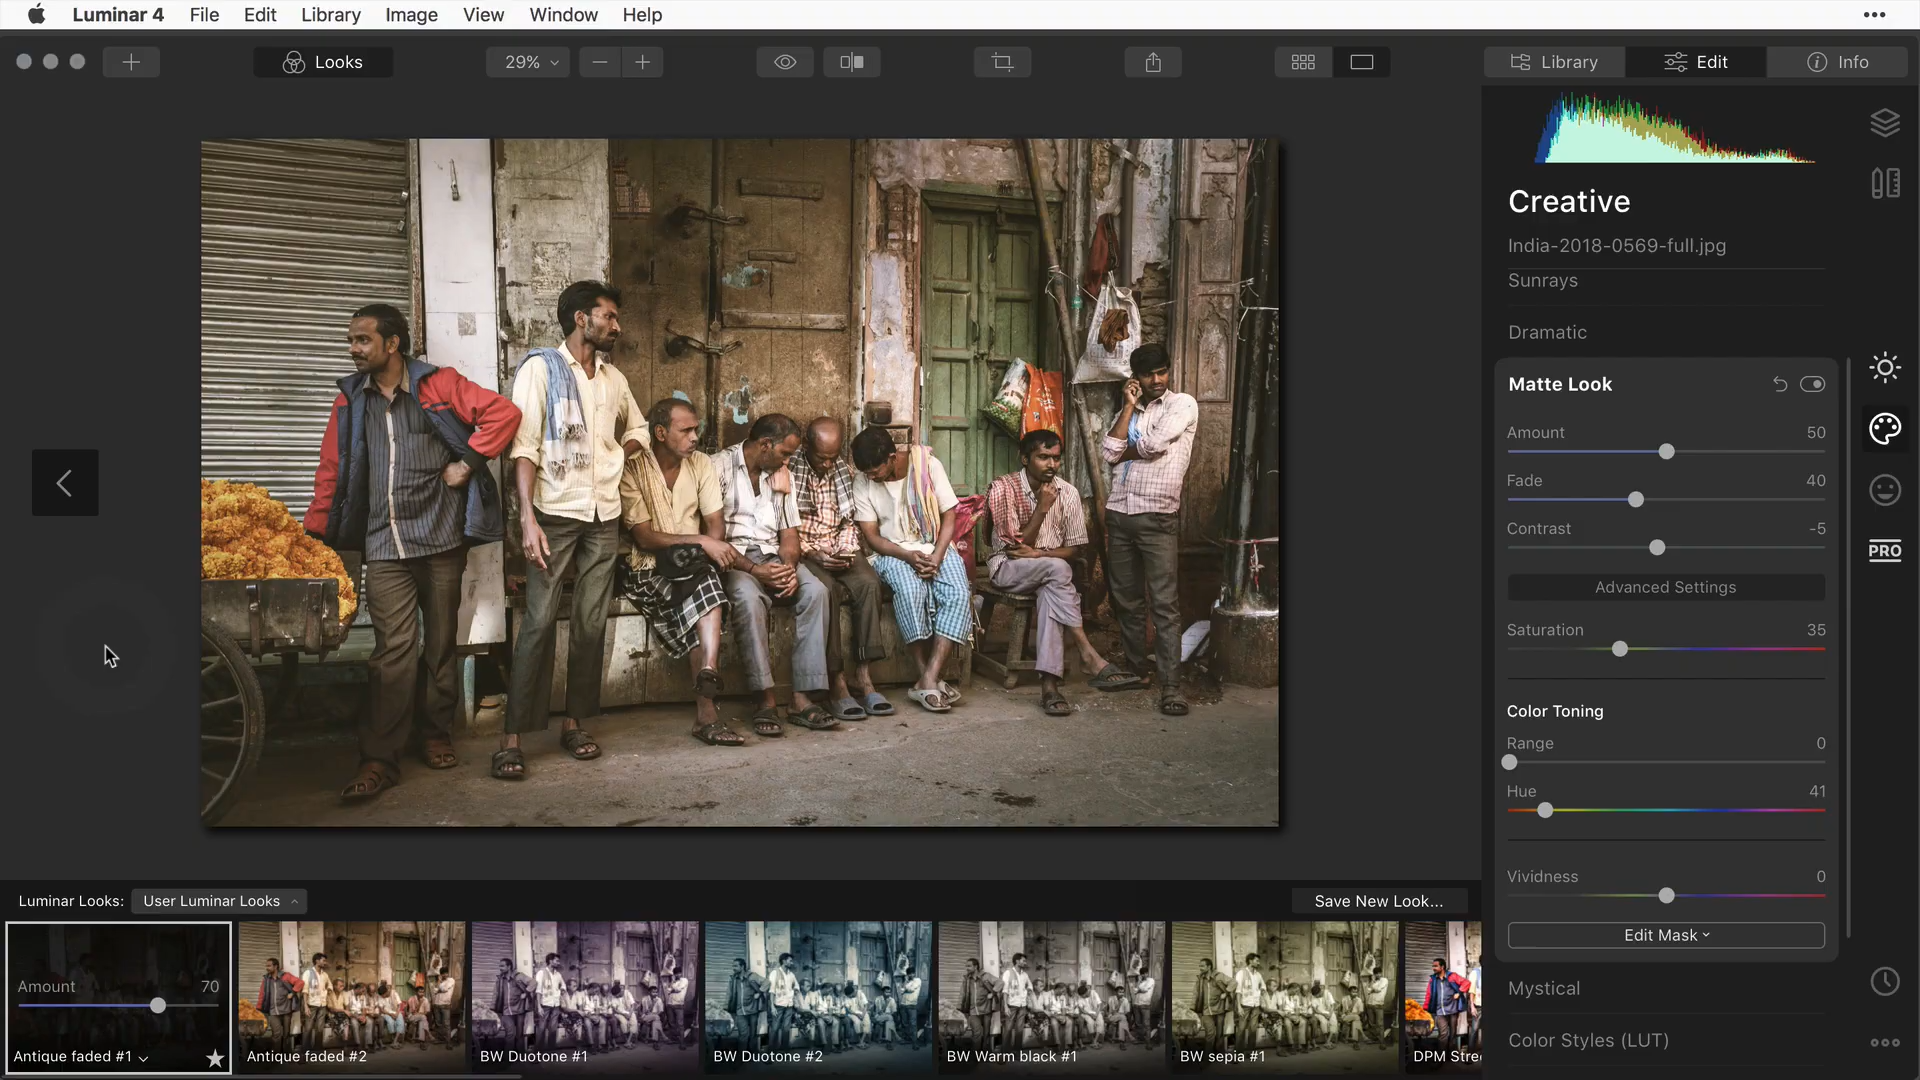 Luminar 4 File Edit Library Image View Window Help
Looks 29% Library Edit Info
Creative
India-2018-0569-full.jpg
Sunrays
Dramatic
Matte Look
Amount 50
Fade 40
Contrast -5
PRO
Advanced Settings
Saturation 35
Color Toning
Range 0
Hue 41
Vividness 0
Edit Mask
Mystical
Color Styles (LUT)
Luminar Looks: User Luminar Looks Save New Look...
Amount 70
Antique faded #1 Antique faded #2 BW Duotone #1 BW Duotone #2 BW Warm black #1 BW sepia #1 DPM